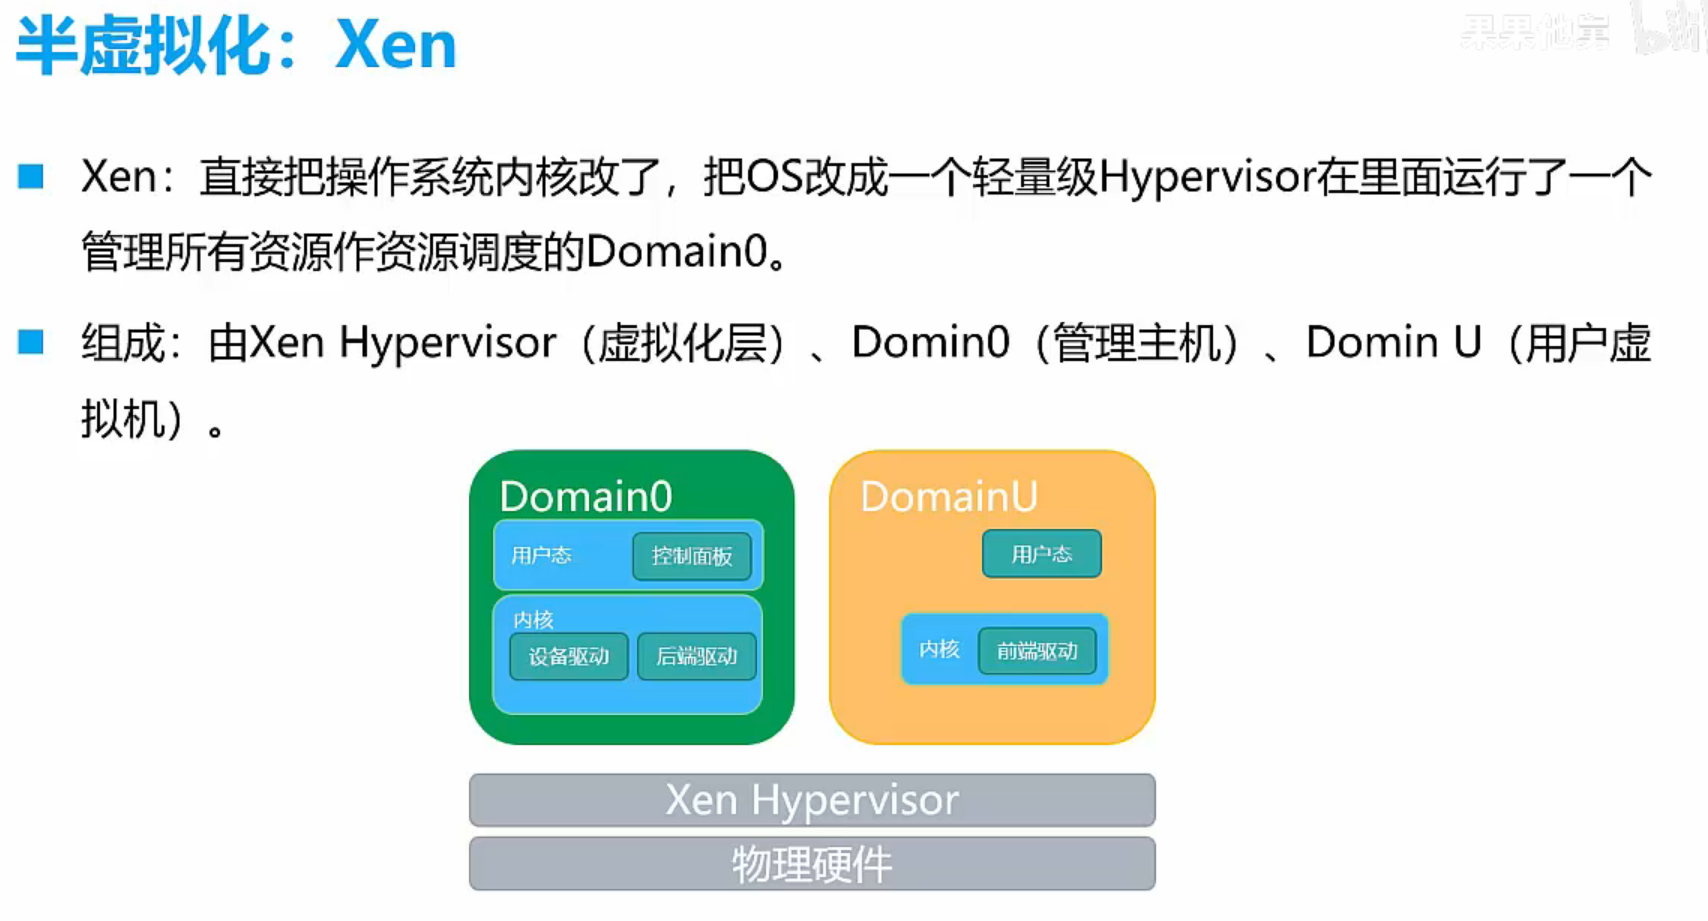 半虚拟化：Xen
果果他舅
Xen：直接把操作系统内核改了，把OS改成一个轻量级Hypervisor在里面运行了一个
管理所有资源作资源调度的Domain0。
组成：由Xen Hypervisor（虚拟化层）、Domin0（管理主机）、Domin U（用户虚
拟机）。
Domain0
用户态
控制面板
内核
设备驱动
后端驱动
DomainU
用户态
内核
前端驱动
Xen Hypervisor
物理硬件